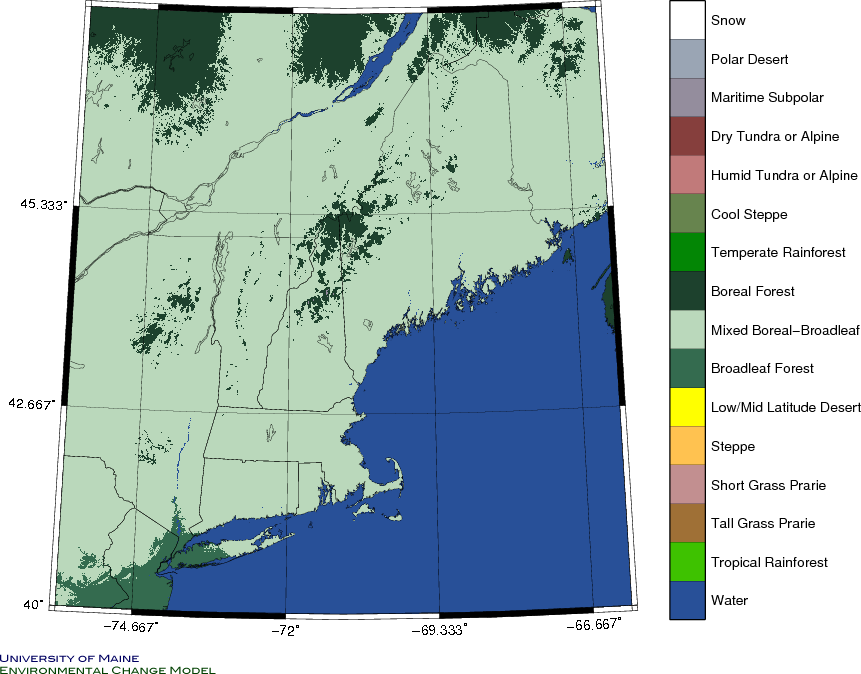 Snow
Polar Desert
Maritime Subpolar
Dry Tundra or Alpine
Humid Tundra or Alpine
Cool Steppe
Temperate Rainforest
Boreal Forest
Mixed Boreal-Broadleaf
Broadleaf Forest
Low/Mid Latitude Desert
Steppe
Short Grass Prarie
Tall Grass Prarie
Tropical Rainforest
Water
45.333°
42.667°
40°
-74.667°
-72°
-69.333°
-66.667°
UNIVERSITY OF MAINE
ENVIRONMENTAL CHANGE MODEL